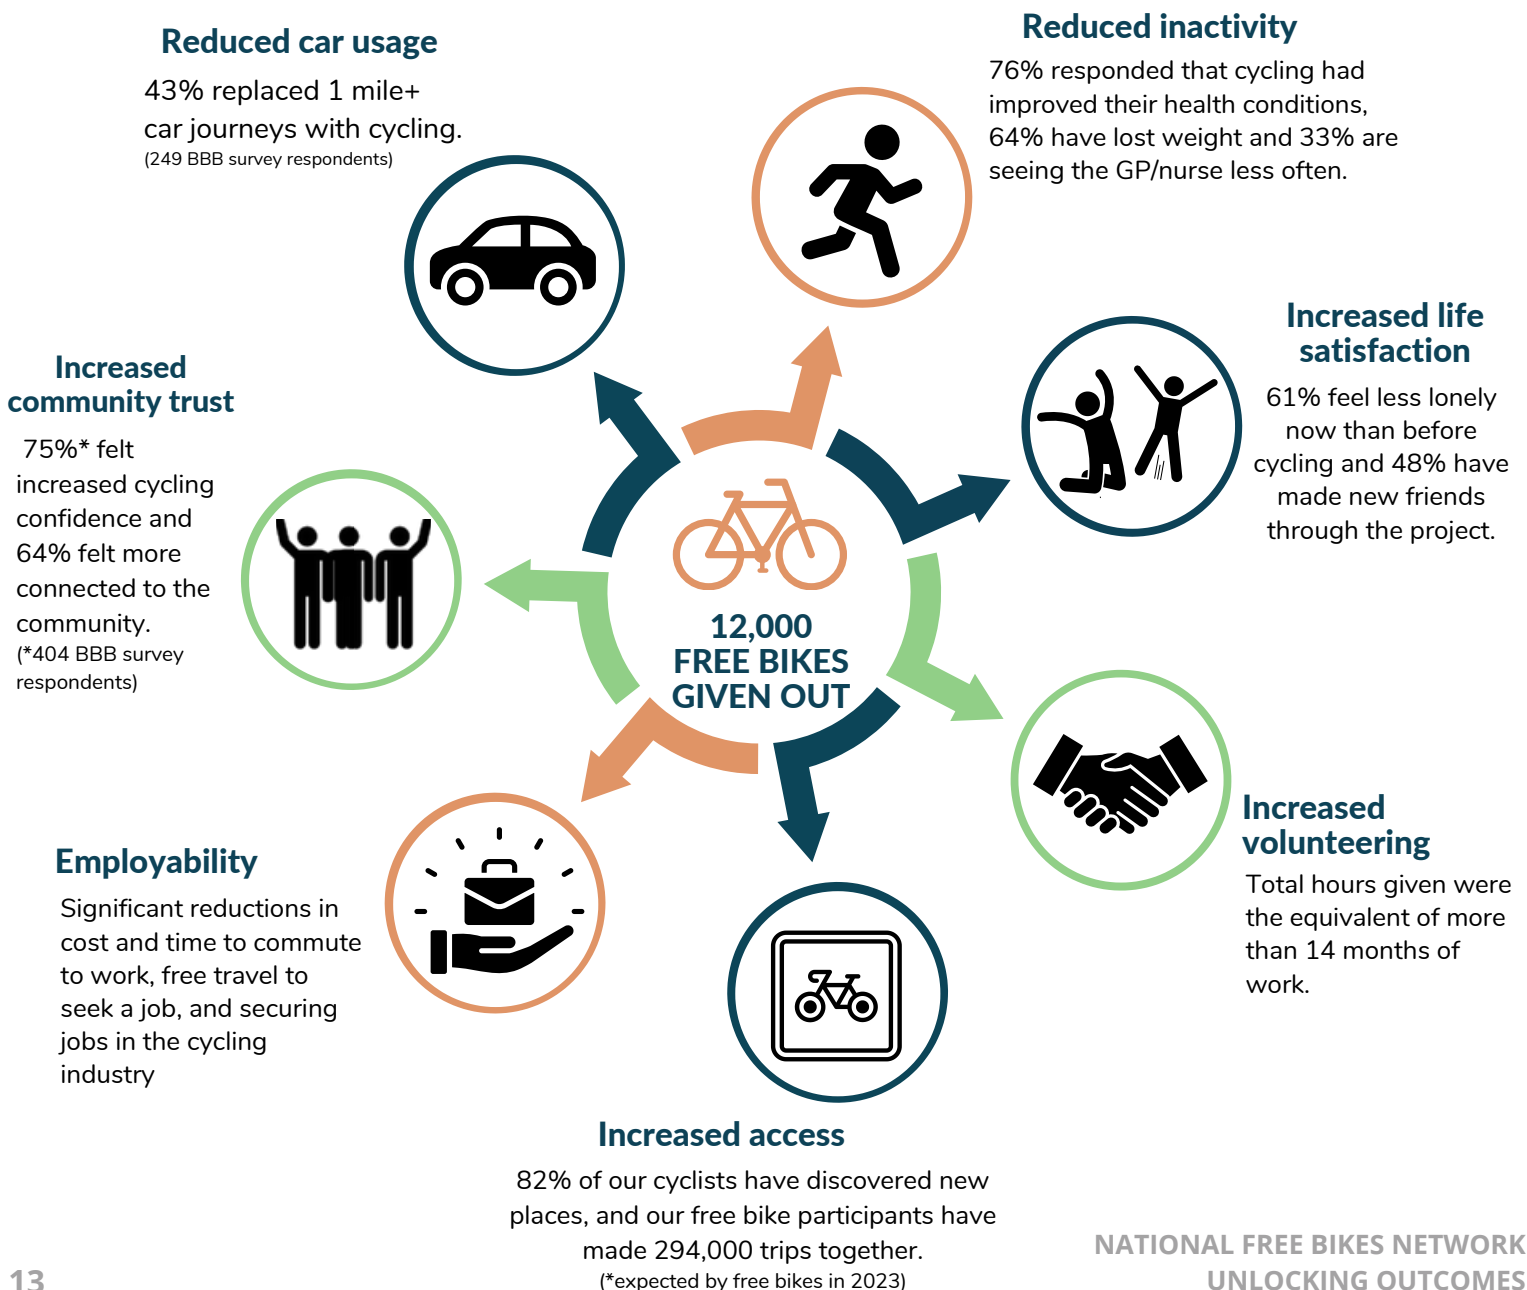 Reduced car usage
43% replaced 1 mile+
car journeys with cycling.
(249 BBB survey respondents)
Reduced inactivity
76% responded that cycling had
improved their health conditions,
64% have lost weight and 33% are
seeing the GP/nurse less often.
Increased life
satisfaction
61% feel less lonely
now than before
cycling and 48% have
made new friends
through the project.
Increased
community trust
75%* felt
increased cycling
confidence and
64% felt more
connected to the
community.
(*404 BBB survey
respondents)
12,000
FREE BIKES
GIVEN OUT
Increased
volunteering
Total hours given were
the equivalent of more
than 14 months of
work.
Employability
Significant reductions in
cost and time to commute
to work, free travel to
seek a job, and securing
jobs in the cycling
industry
Increased access
82% of our cyclists have discovered new
places, and our free bike participants have
made 294,000 trips together.
(*expected by free bikes in 2023)
NATIONAL FREE BIKES NETWORK
UNLOCKING OUTCOMES
13